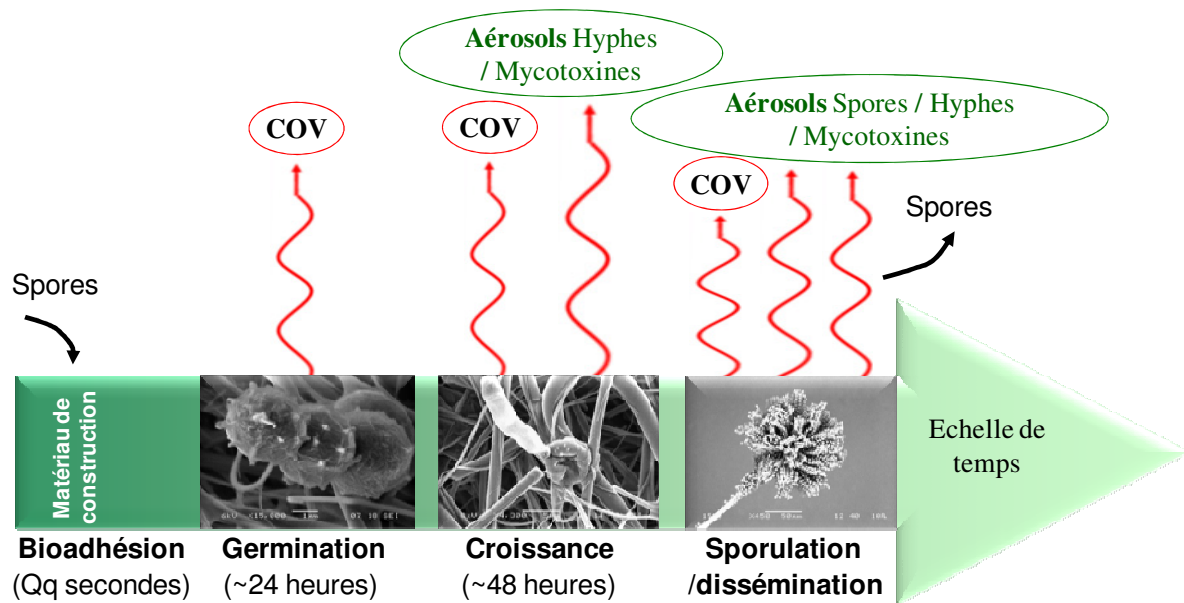 Aérosols Hyphes
/ Mycotoxines
COV
COV
Aérosols Spores / Hyphes
/ Mycotoxines
COV
Spores
Spores
Matériau de
construction
Echelle de
temps
Bioadhésion
(Qq secondes)
Germination
(~24 heures)
Croissance
(~48 heures)
Sporulation
/dissémination